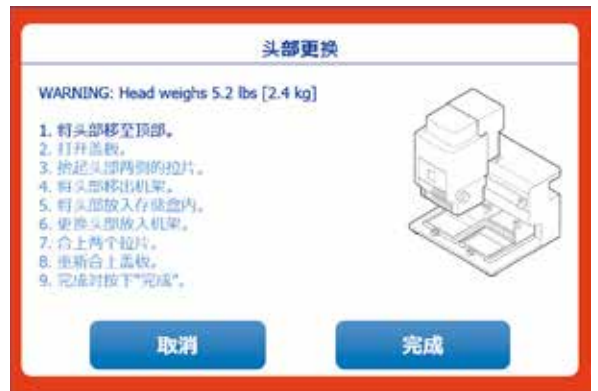 头部更换
WARNING: Head weighs 5.2 lbs [2.4 kg]
1. 将头部移至顶部。
2. 打开盖板。
3. 抬起头部两侧的拉片。
4. 将头部移出机架。
5. 将头部放入存储盒内。
6. 更换头部放入机架。
7. 合上两个拉片。
8. 重新合上盖板。
9. 完成时按下"完成"。
取消
完成